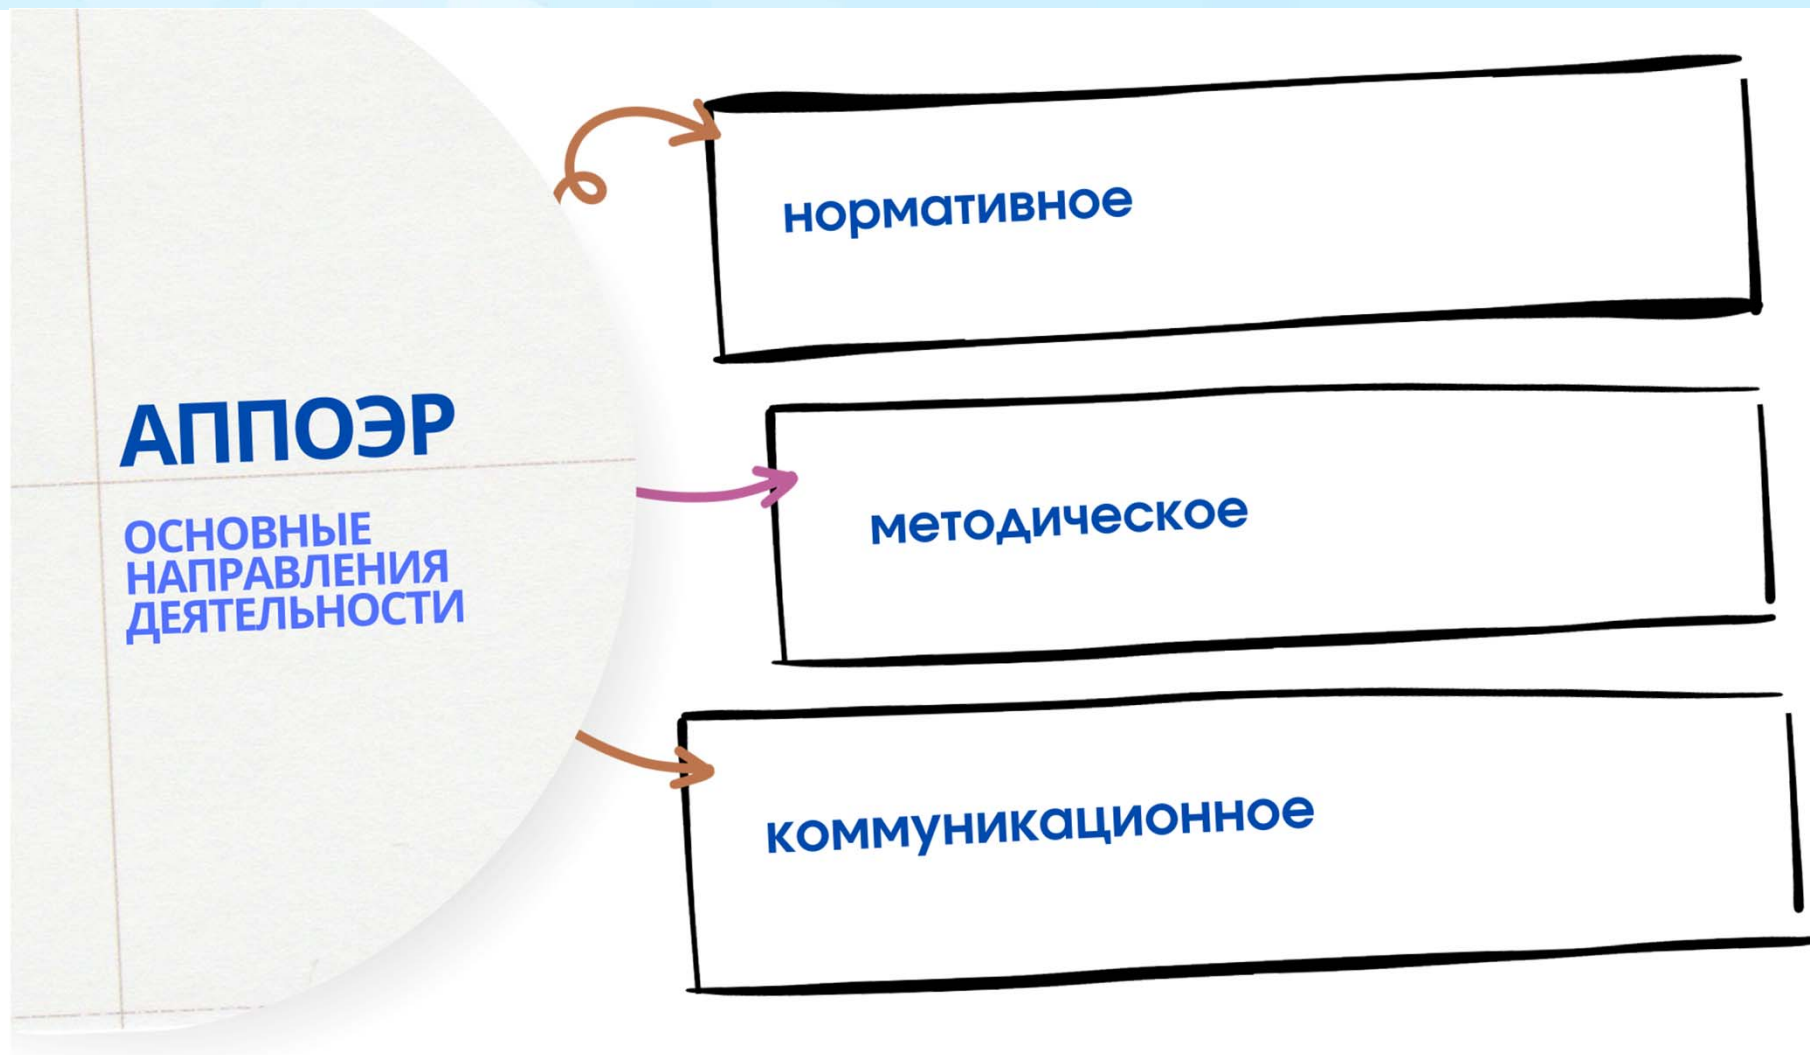 АППОЭР
ОСНОВНЫЕ
НАПРАВЛЕНИЯ
ДЕЯТЕЛЬНОСТИ
нормативное
методическое
коммуникационное